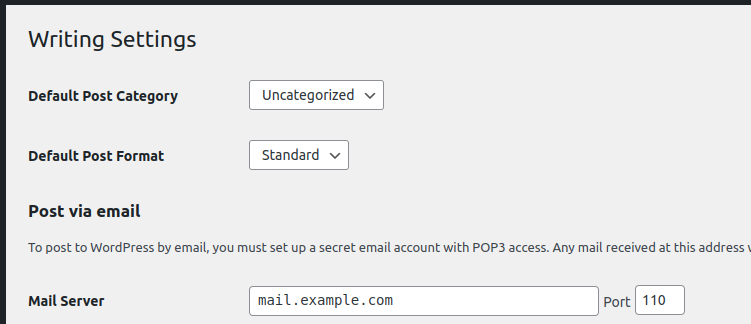 Writing Settings
Default Post Category Uncategorized
Default Post Format Standard
Post via email
To post to WordPress by email, you must set up a secret email account with POP3 access. Any mail received at this address
Mail Server mail.example.com Port 110